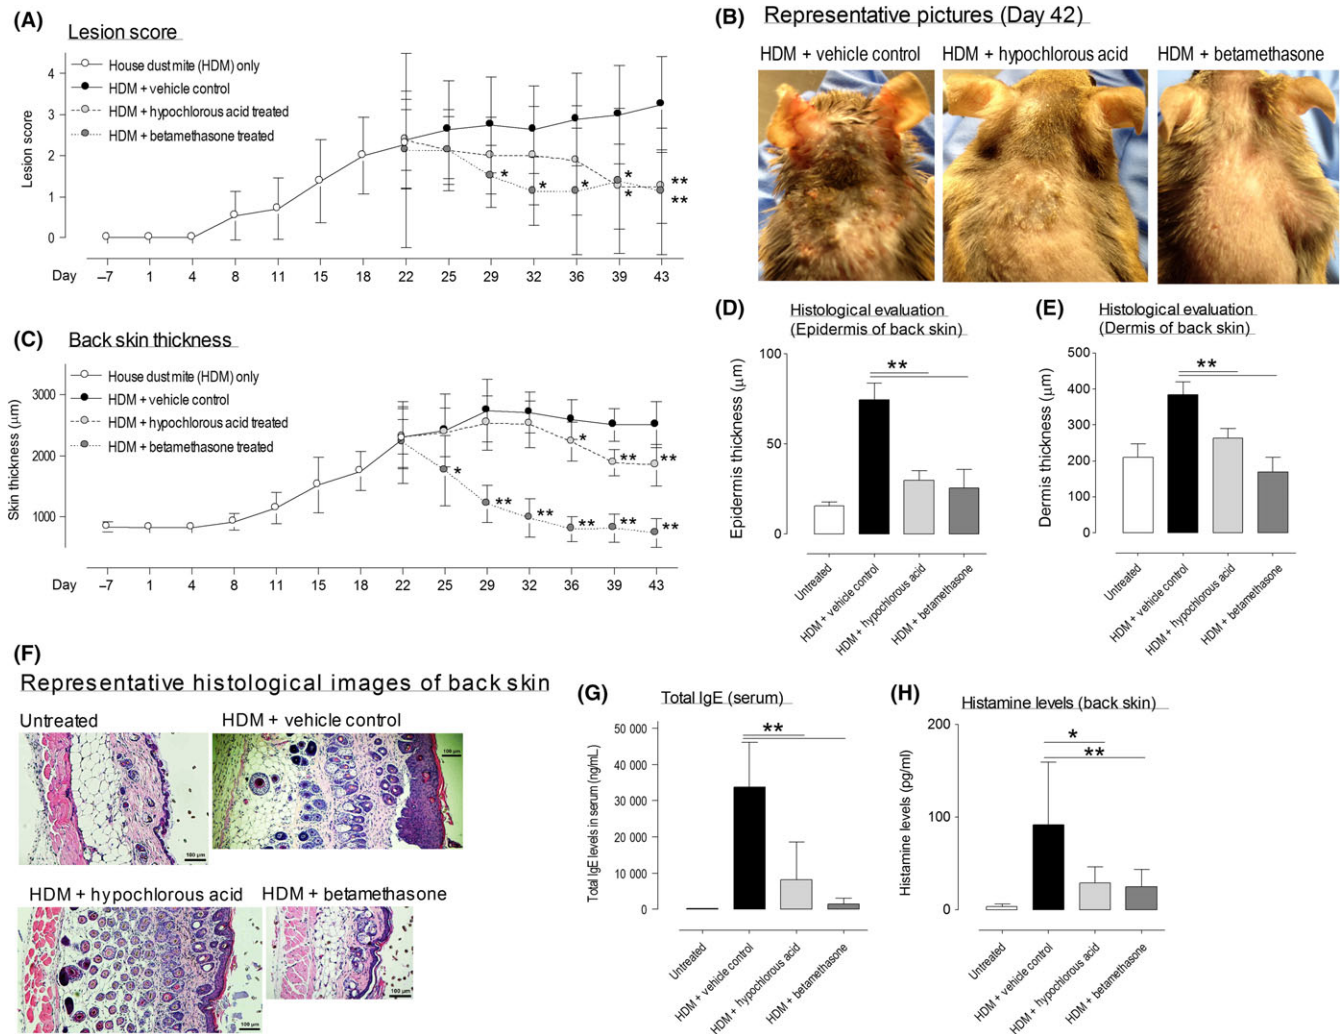 (A)
Lesion score
House dust mite (HDM) only
HDM + vehicle control
HDM + hypochlorous acid treated
HDM + betamethasone treated
Lesion score
4
3
2
1
0
* * * * * ** **
Day –7 1 4 8 11 15 18 22 25 29 32 36 39 43
(B) Representative pictures (Day 42)
HDM + vehicle control HDM + hypochlorous acid HDM + betamethasone
(C) Back skin thickness
House dust mite (HDM) only
HDM + vehicle control
HDM + hypochlorous acid treated
HDM + betamethasone treated
Skin thickness (µm)
3000
2000
1000
* ** **
* ** ** ** ** **
Day –7 1 4 8 11 15 18 22 25 29 32 36 39 43
(D) Histological evaluation
(Epidermis of back skin)
Epidermis thickness (µm)
100
50
0
**
Untreated
HDM + vehicle control
HDM + hypochlorous acid
HDM + betamethasone
(E) Histological evaluation
(Dermis of back skin)
Dermis thickness (µm)
500
400
300
200
100
0
**
Untreated
HDM + vehicle control
HDM + hypochlorous acid
HDM + betamethasone
(F)
Representative histological images of back skin
Untreated HDM + vehicle control
100 µm
100 µm
HDM + hypochlorous acid HDM + betamethasone
100 µm
100 µm
(G) Total IgE (serum)
Total IgE levels in serum (ng/mL)
50 000
40 000
30 000
20 000
10 000
0
**
Untreated
HDM + vehicle control
HDM + hypochlorous acid
HDM + betamethasone
(H) Histamine levels (back skin)
Histamine levels (pg/ml)
200
100
0
*
**
Untreated
HDM + vehicle control
HDM + hypochlorous acid
HDM + betamethasone